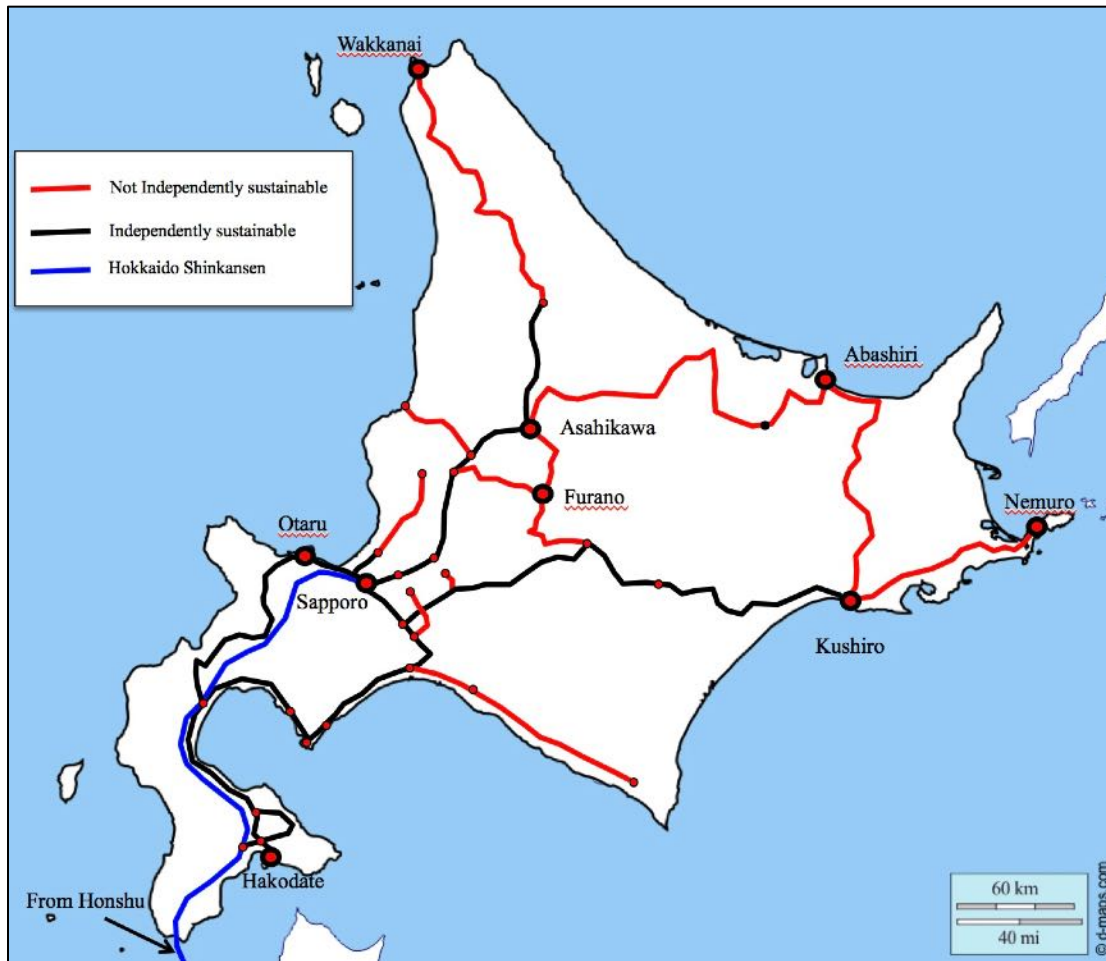 Wakkanai
Not Independently sustainable
Independently sustainable
Hokkaido Shinkansen
Abashiri
Asahikawa
Furano
Nemuro
Otaru
Sapporo
Kushiro
Hakodate
From Honshu
60 km
40 mi
© d-maps.com